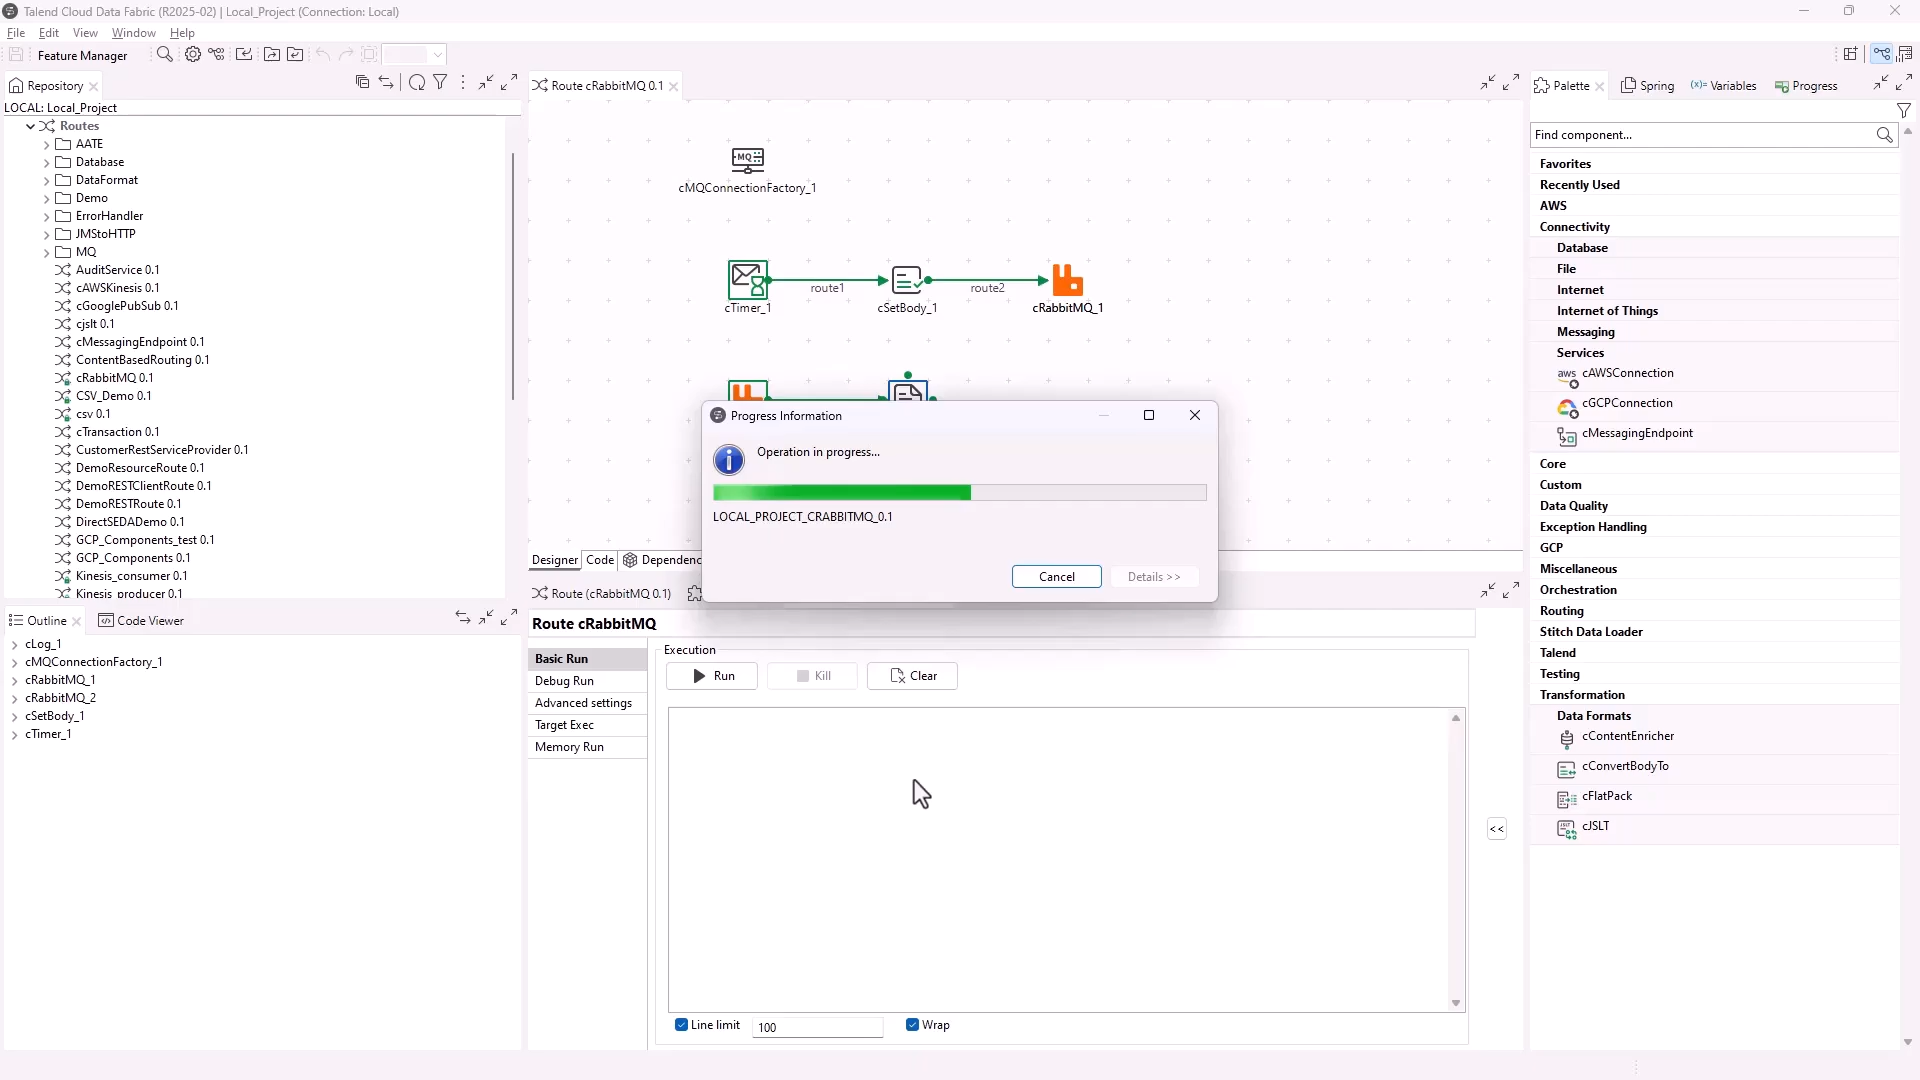 Talend Cloud Data Fabric (R2025-02) | Local_Project (Connection: Local)
File Edit View Window Help
Feature Manager
Repository
LOCAL: Local_Project
Routes
AATE
Database
DataFormat
Demo
ErrorHandler
JMStoHTTP
MQ
AuditService 0.1
cAWSKinesis 0.1
cGooglePubSub 0.1
cjslt 0.1
cMessagingEndpoint 0.1
ContentBasedRouting 0.1
cRabbitMQ 0.1
CSV_Demo 0.1
csv 0.1
cTransaction 0.1
CustomerRestServiceProvider 0.1
DemoResourceRoute 0.1
DemoRESTClientRoute 0.1
DemoRESTRoute 0.1
DirectSEDADemo 0.1
GCP_Components_test 0.1
GCP_Components 0.1
Kinesis_consumer 0.1
Kinesis_producer 0.1
Outline
Code Viewer
cLog_1
cMQConnectionFactory_1
cRabbitMQ_1
cRabbitMQ_2
cSetBody_1
cTimer_1
Route cRabbitMQ 0.1
MQ
cMQConnectionFactory_1
route1
route2
cTimer_1
cSetBody_1
cRabbitMQ_1
Progress Information
Operation in progress...
LOCAL_PROJECT_CRABBITMQ_0.1
Cancel
Details >>
Designer
Code
Dependenc
Route (cRabbitMQ 0.1)
Route cRabbitMQ
Basic Run
Debug Run
Advanced settings
Target Exec
Memory Run
Execution
Run
Kill
Clear
<<
Line limit
100
Wrap
Palette
Spring
(x)= Variables
Progress
Find component...
Favorites
Recently Used
AWS
Connectivity
Database
File
Internet
Internet of Things
Messaging
Services
aws
cAWSConnection
cGCPConnection
cMessagingEndpoint
Core
Custom
Data Quality
Exception Handling
GCP
Miscellaneous
Orchestration
Routing
Stitch Data Loader
Talend
Testing
Transformation
Data Formats
cContentEnricher
cConvertBodyTo
cFlatPack
cJSLT